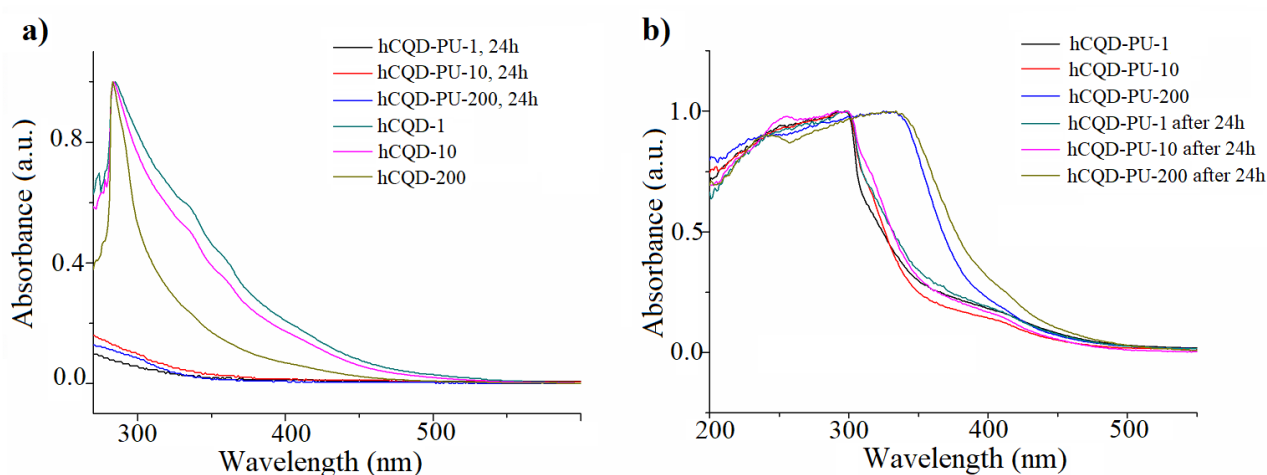 a)
hCQD-PU-1, 24h
hCQD-PU-10, 24h
hCQD-PU-200, 24h
hCQD-1
hCQD-10
hCQD-200
0.8
0.4
0.0
Absorbance (a.u.)
300 400 500
Wavelength (nm)
b)
hCQD-PU-1
hCQD-PU-10
hCQD-PU-200
hCQD-PU-1 after 24h
hCQD-PU-10 after 24h
hCQD-PU-200 after 24h
1.0
0.5
0.0
Absorbance (a.u.)
200 300 400 500
Wavelength (nm)